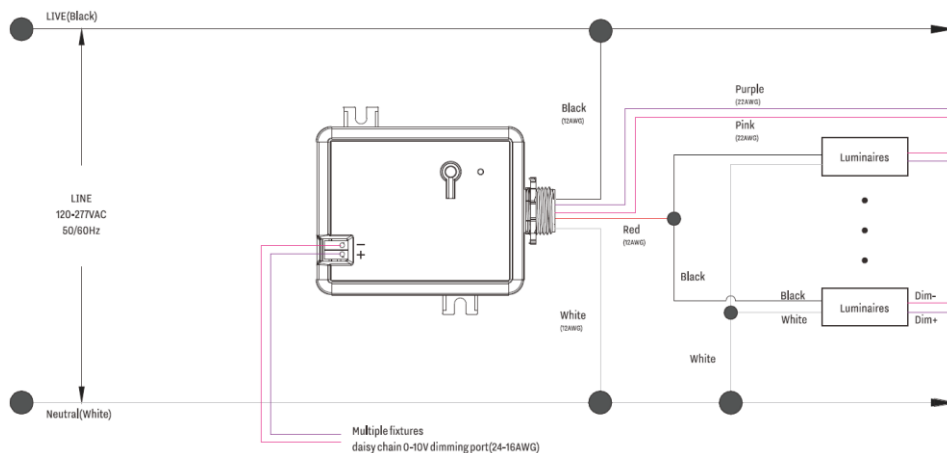 LIVE(Black)
Purple
(22AWG)
Black
(12AWG)
Pink
(22AWG)
Luminaires
LINE
120-277VAC
50/60Hz
Red
(12AWG)
−
+
Black
Black
Luminaires
Dim-
White
Dim+
White
(12AWG)
White
Neutral(White)
Multiple fixtures
daisy chain 0-10V dimming port(24-16AWG)